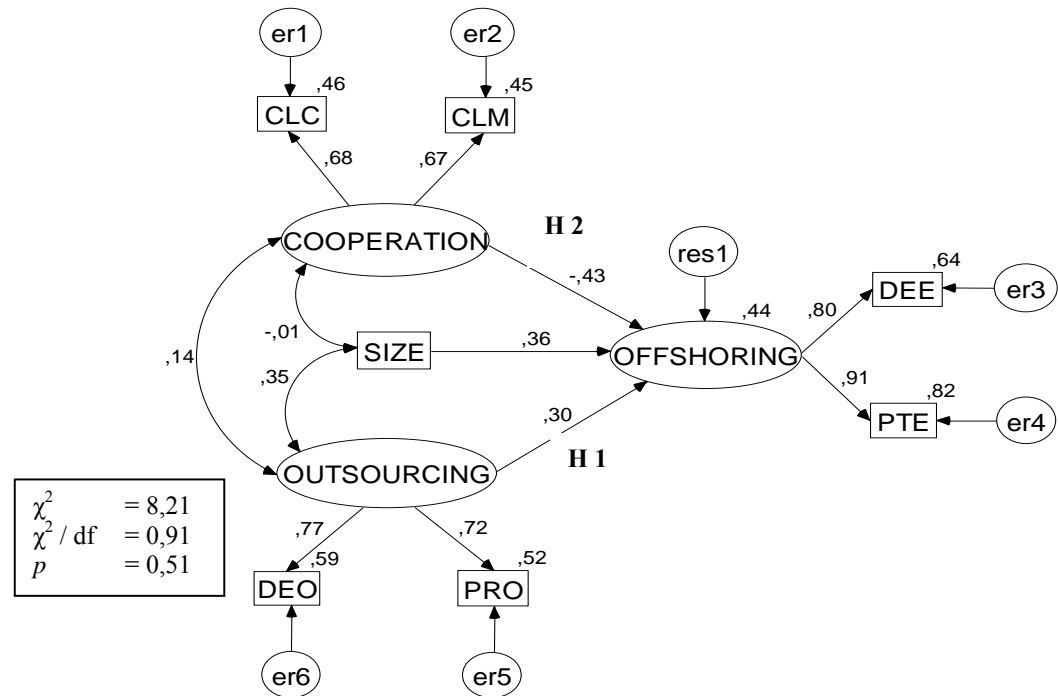 er1
er2
,46
,45
CLC
CLM
,68
,67
H 2
COOPERATION
res1
-,43
,64
DEE
er3
,80
,44
-,01
SIZE
,36
OFFSHORING
,14
,35
,91
,82
PTE
er4
,30
OUTSOURCING
H 1
χ² = 8,21
χ² / df = 0,91
p = 0,51
,77
,72
,59
,52
DEO
PRO
er6
er5